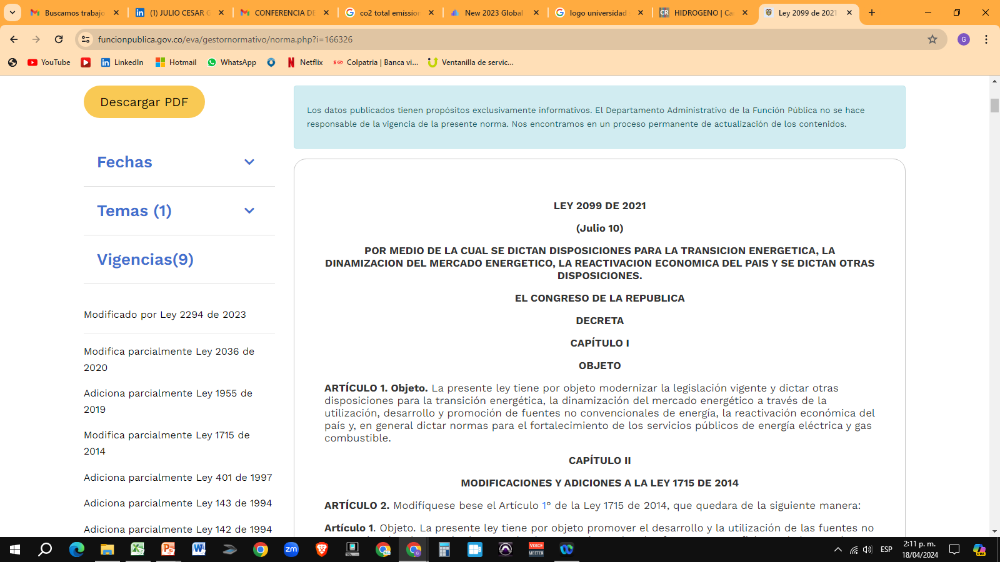 Buscamos trabajo
(1) JULIO CESAR G
CONFERENCIA DE
co2 total emission
New 2023 Global
logo universidad
HIDROGENO | Ca
Ley 2099 de 2021
funcionpublica.gov.co/eva/gestornormativo/norma.php?i=166326
G
YouTube
LinkedIn
Hotmail
WhatsApp
Netflix
Colpatria | Banca vi...
Ventanilla de servic...
Descargar PDF
Fechas
Temas (1)
Vigencias(9)
Modificado por Ley 2294 de 2023
Modifica parcialmente Ley 2036 de
2020
Adiciona parcialmente Ley 1955 de
2019
Modifica parcialmente Ley 1715 de
2014
Adiciona parcialmente Ley 401 de 1997
Adiciona parcialmente Ley 143 de 1994
Adiciona parcialmente Ley 142 de 1994
Los datos publicados tienen propósitos exclusivamente informativos. El Departamento Administrativo de la Función Pública no se hace
responsable de la vigencia de la presente norma. Nos encontramos en un proceso permanente de actualización de los contenidos.
LEY 2099 DE 2021
(Julio 10)
POR MEDIO DE LA CUAL SE DICTAN DISPOSICIONES PARA LA TRANSICION ENERGETICA, LA
DINAMIZACION DEL MERCADO ENERGETICO, LA REACTIVACION ECONOMICA DEL PAIS Y SE DICTAN OTRAS
DISPOSICIONES.
EL CONGRESO DE LA REPUBLICA
DECRETA
CAPÍTULO I
OBJETO
ARTÍCULO 1. Objeto. La presente ley tiene por objeto modernizar la legislación vigente y dictar otras
disposiciones para la transición energética, la dinamización del mercado energético a través de la
utilización, desarrollo y promoción de fuentes no convencionales de energía, la reactivación económica del
país y, en general dictar normas para el fortalecimiento de los servicios públicos de energía eléctrica y gas
combustible.
CAPÍTULO II
MODIFICACIONES Y ADICIONES A LA LEY 1715 DE 2014
ARTÍCULO 2. Modifíquese bese el Artículo 1° de la Ley 1715 de 2014, que quedara de la siguiente manera:
Artículo 1. Objeto. La presente ley tiene por objeto promover el desarrollo y la utilización de las fuentes no
ESP
2:11 p. m.
18/04/2024